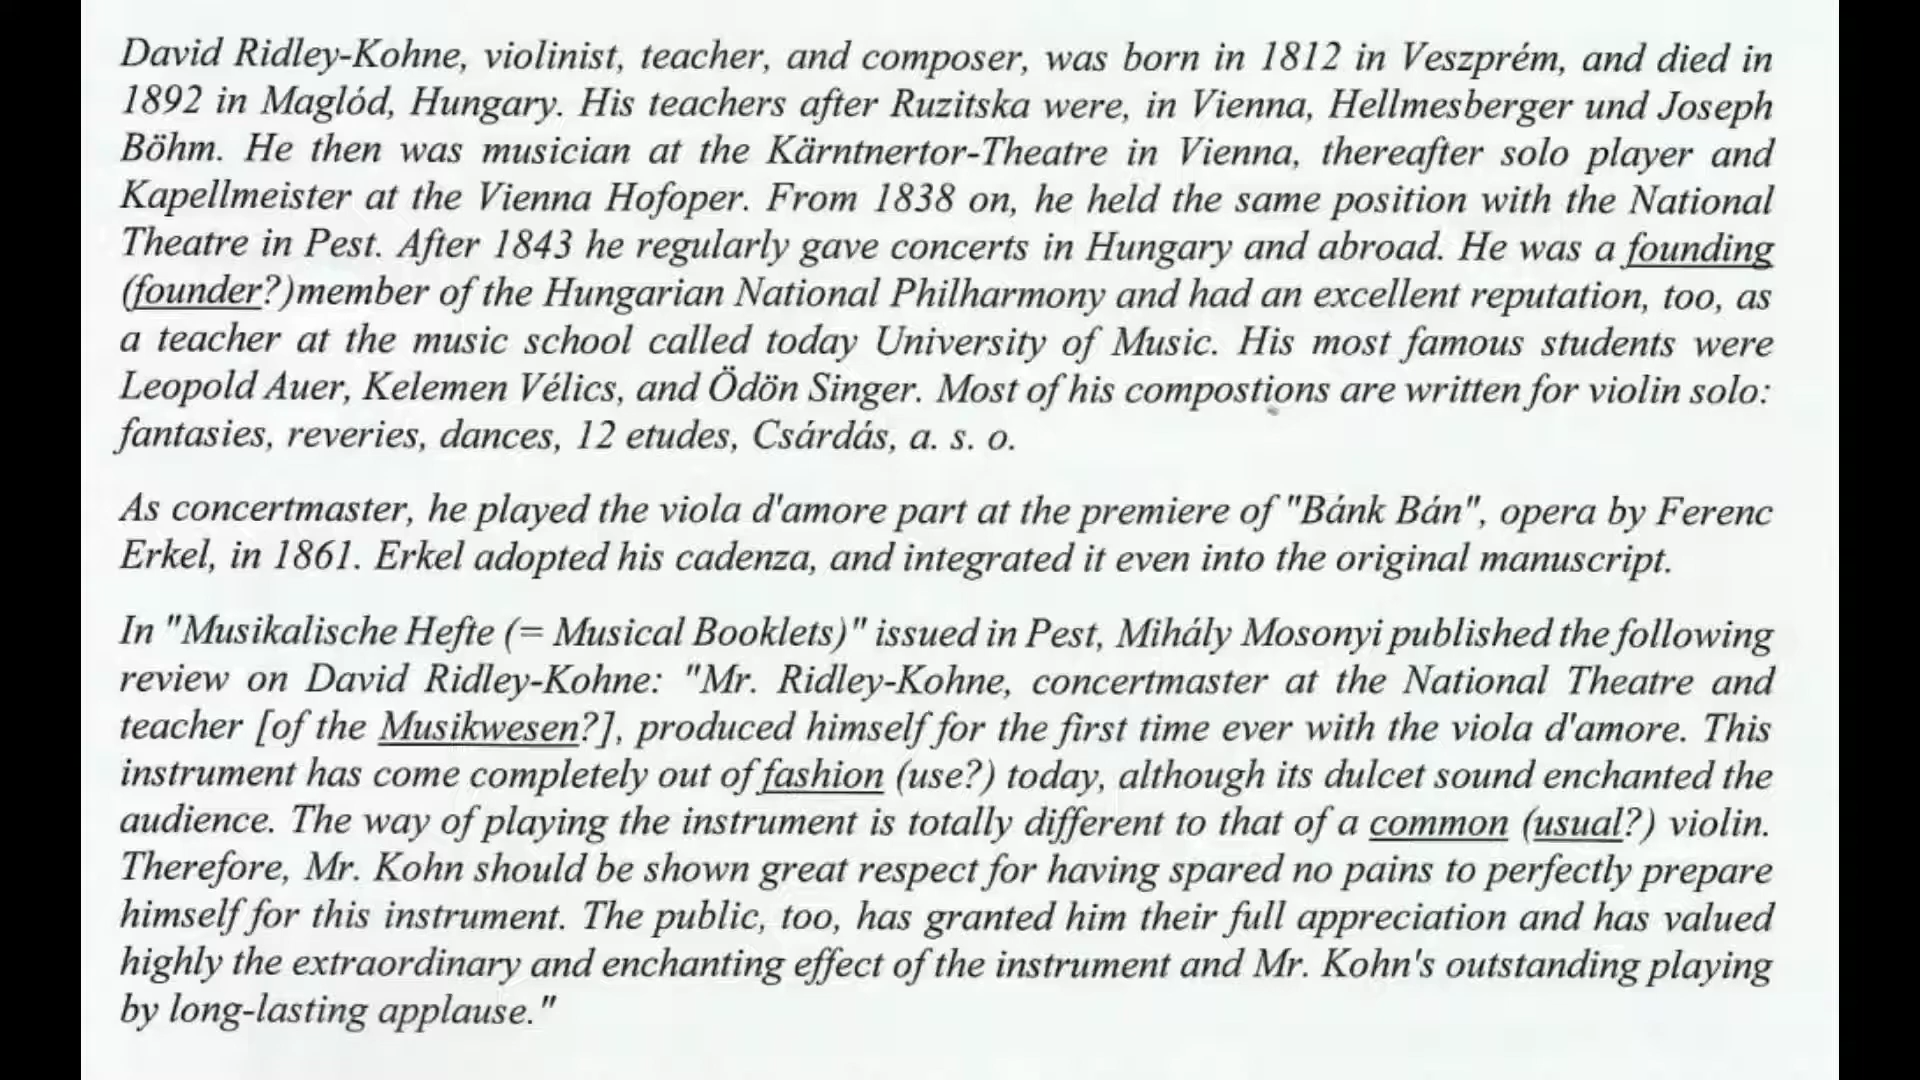 David Ridley-Kohne, violinist, teacher, and composer, was born in 1812 in Veszprém, and died in
1892 in Maglód, Hungary. His teachers after Ruzitska were, in Vienna, Hellmesberger und Joseph
Böhm. He then was musician at the Kärntnertor-Theatre in Vienna, thereafter solo player and
Kapellmeister at the Vienna Hofoper. From 1838 on, he held the same position with the National
Theatre in Pest. After 1843 he regularly gave concerts in Hungary and abroad. He was a founding
(founder?)member of the Hungarian National Philharmony and had an excellent reputation, too, as
a teacher at the music school called today University of Music. His most famous students were
Leopold Auer, Kelemen Vélics, and Ödön Singer. Most of his compostions are written for violin solo:
fantasies, reveries, dances, 12 etudes, Csárdás, a. s. o.
As concertmaster, he played the viola d'amore part at the premiere of "Bánk Bán", opera by Ferenc
Erkel, in 1861. Erkel adopted his cadenza, and integrated it even into the original manuscript.
In "Musikalische Hefte (= Musical Booklets)" issued in Pest, Mihály Mosonyi published the following
review on David Ridley-Kohne: "Mr. Ridley-Kohne, concertmaster at the National Theatre and
teacher [of the Musikwesen?], produced himself for the first time ever with the viola d'amore. This
instrument has come completely out of fashion (use?) today, although its dulcet sound enchanted the
audience. The way of playing the instrument is totally different to that of a common (usual?) violin.
Therefore, Mr. Kohn should be shown great respect for having spared no pains to perfectly prepare
himself for this instrument. The public, too, has granted him their full appreciation and has valued
highly the extraordinary and enchanting effect of the instrument and Mr. Kohn's outstanding playing
by long-lasting applause."